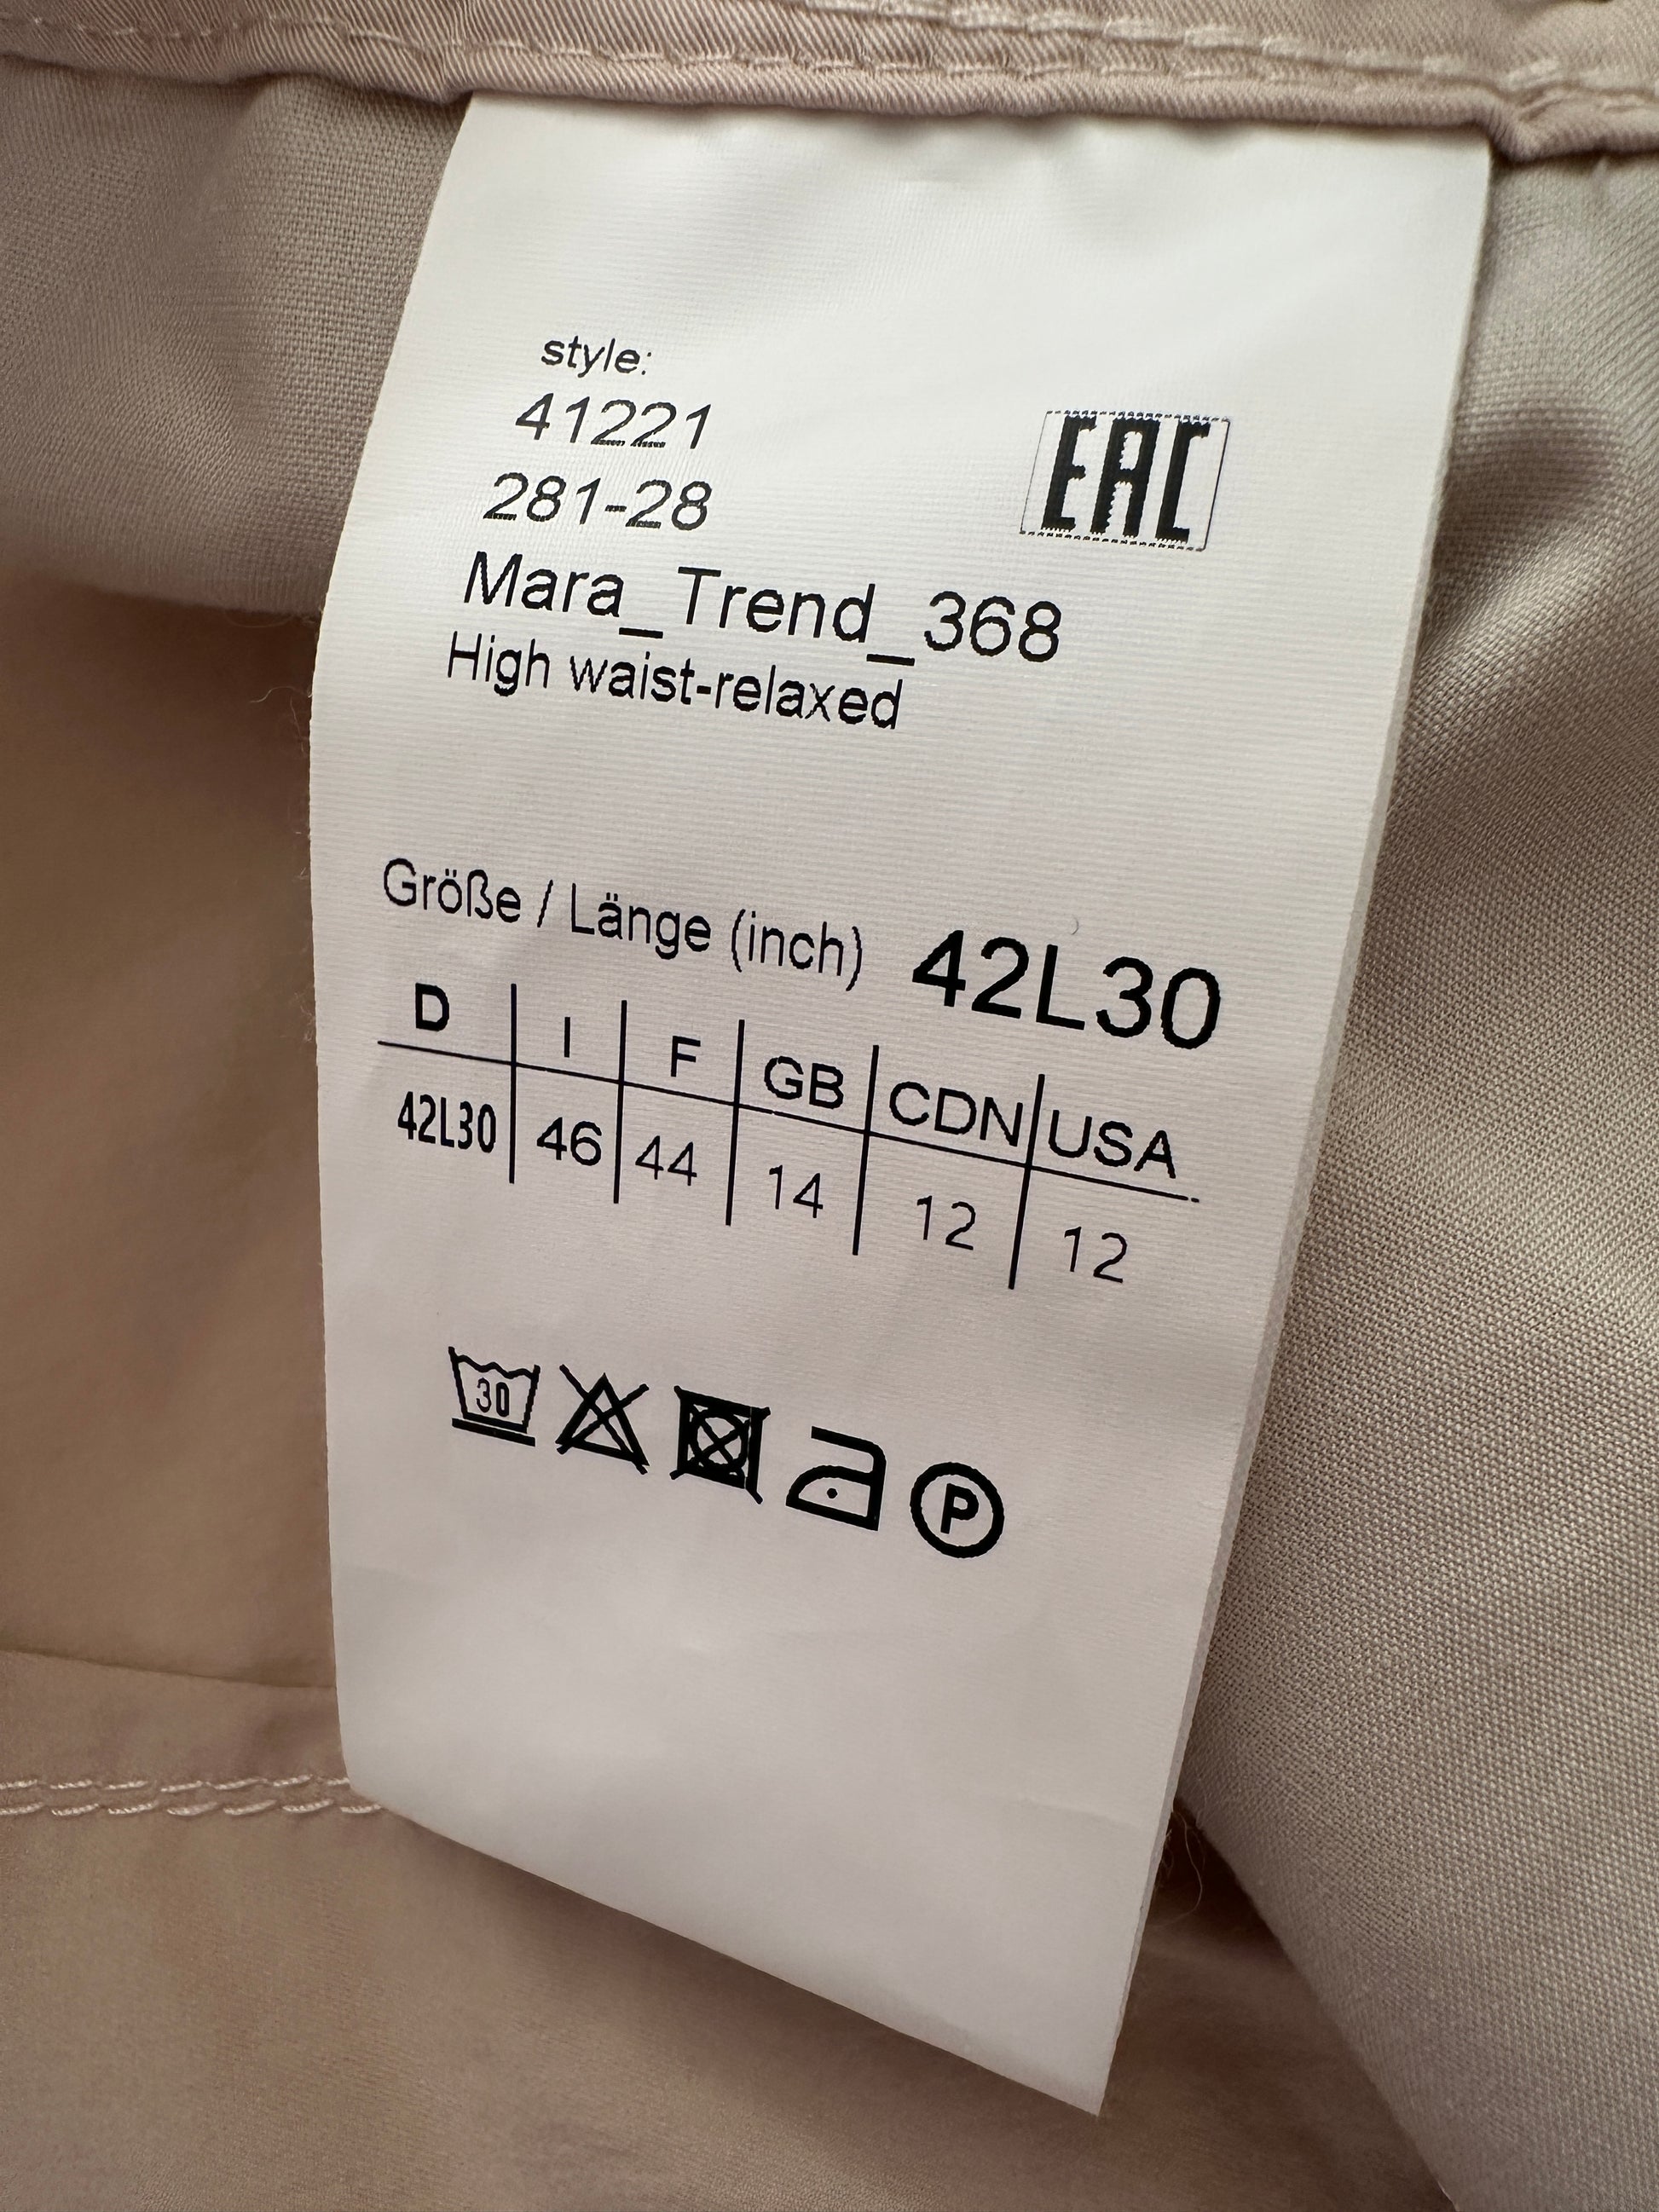 style:
41221
EAC
281-28
Mara_Trend_368
High waist-relaxed
Größe / Länge (inch) 42L30
D I F GB CDN USA
42L30 46 44 14 12 12
30 P